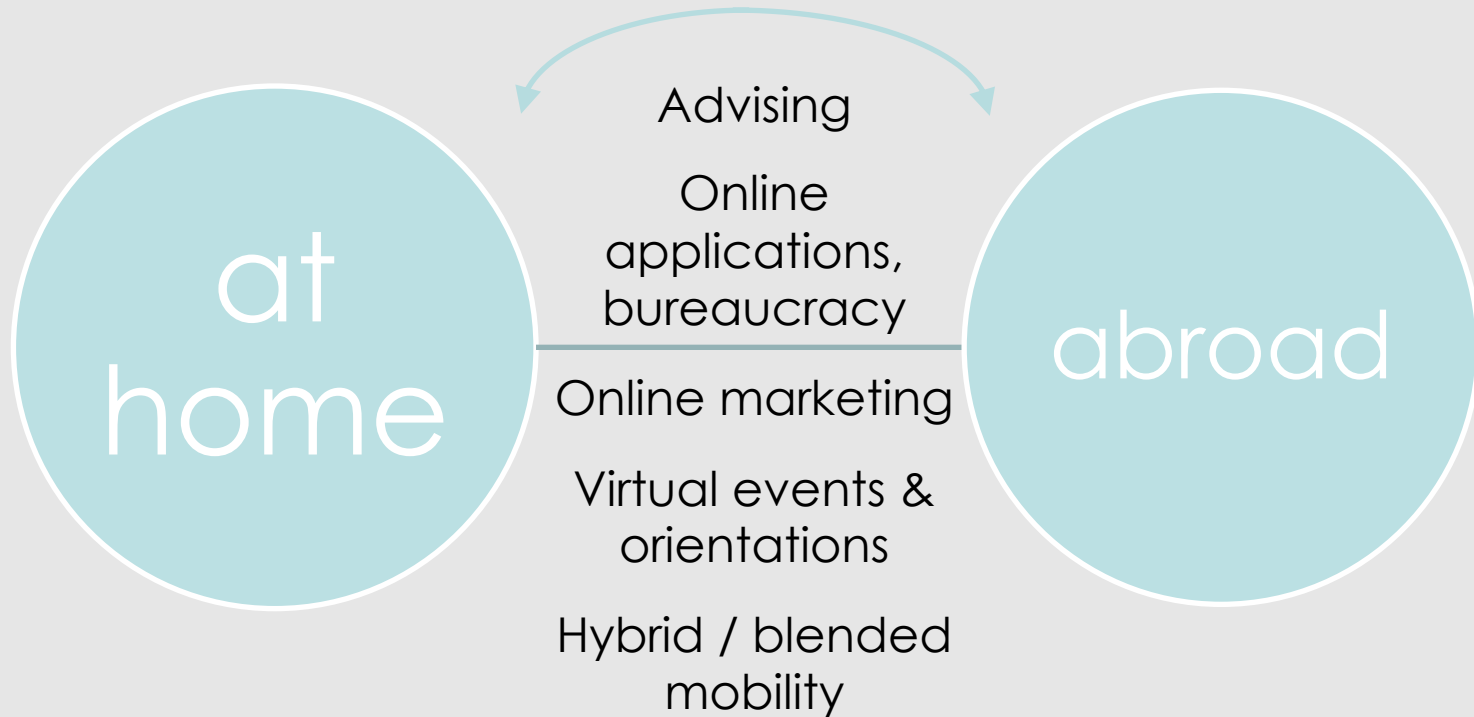 at
home
Advising
Online
applications,
bureaucracy
Online marketing
Virtual events &
orientations
Hybrid / blended
mobility
abroad